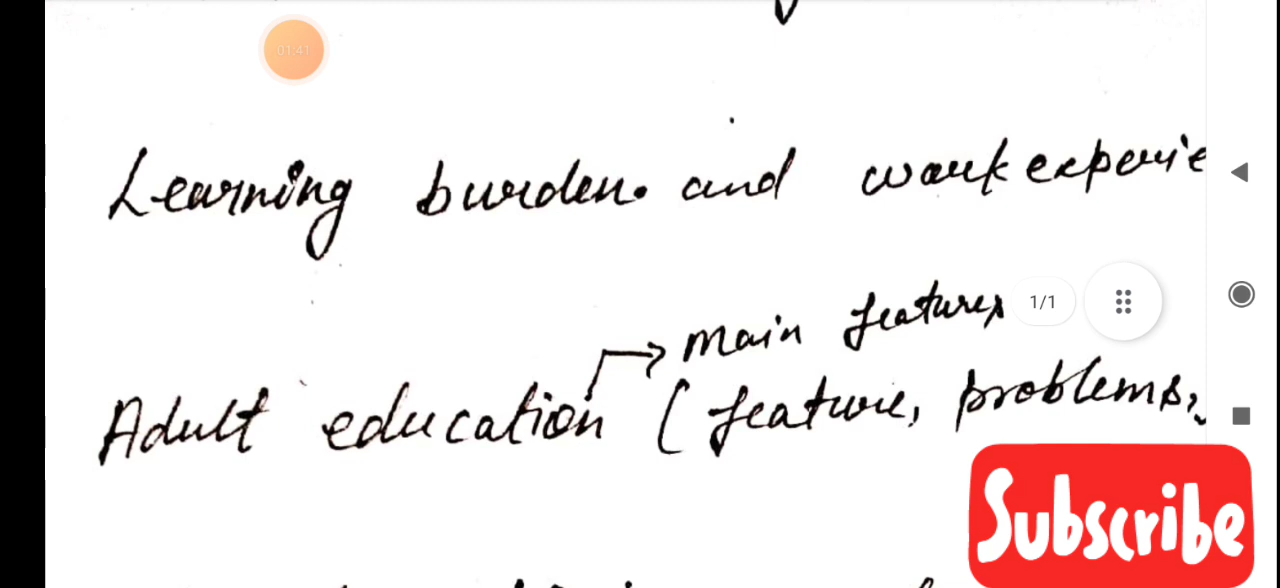 01:41
Learning burden and work experie
→ main features
1/1
Adult education (feature, problems,
Subscribe